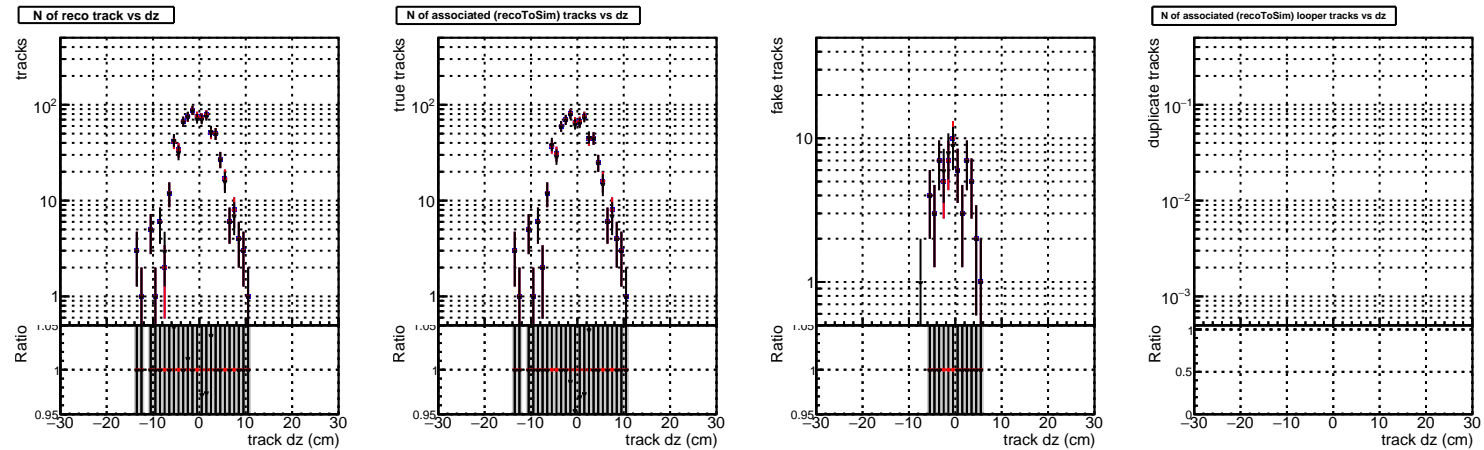 N of reco track vs dz
tracks
10²
10
1
Ratio
1.05
1
0.95
−30 −20 −10 0 10 20 30
track dz (cm)
N of associated (recoToSim) tracks vs dz
true tracks
10²
10
1
Ratio
1.05
1
0.95
−30 −20 −10 0 10 20 30
track dz (cm)
fake tracks
10
1
Ratio
1.05
1
0.95
−30 −20 −10 0 10 20 30
track dz (cm)
N of associated (recoToSim) looper tracks vs dz
duplicate tracks
10⁻¹
10⁻²
10⁻³
Ratio
1
0.5
0
−30 −20 −10 0 10 20 30
track dz (cm)